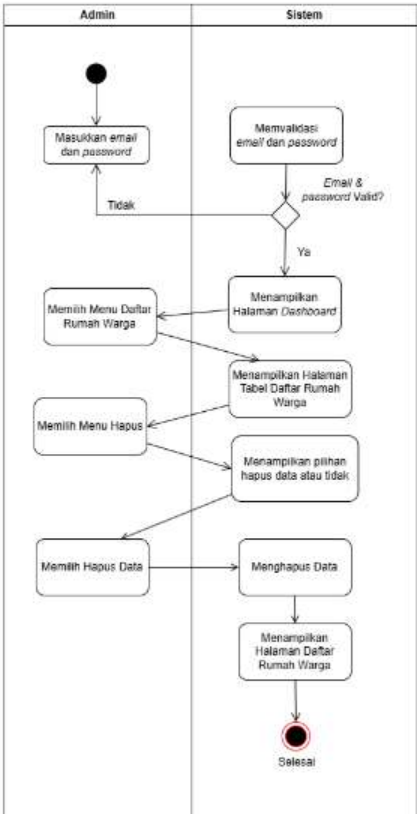 Admin
Sistem
Masukkan email
dan password
Memvalidasi
email dan password
Email &
password Valid?
Tidak
Ya
Menampilkan
Halaman Dashboard
Memilih Menu Daftar
Rumah Warga
Menampilkan Halaman
Tabel Daftar Rumah
Warga
Memilih Menu Hapus
Menampilkan pilihan
hapus data atau tidak
Memilih Hapus Data
Menghapus Data
Menampilkan
Halaman Daftar
Rumah Warga
Selesai